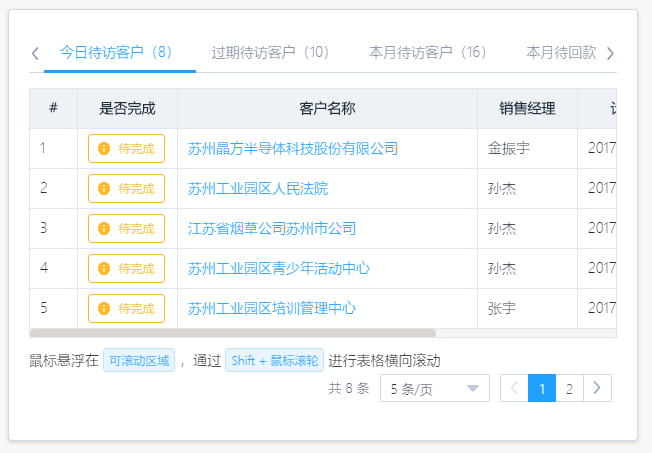 今日待访客户（8） 过期待访客户（10） 本月待访客户（16） 本月待回款
# 是否完成 客户名称 销售经理
1 待完成 苏州晶方半导体科技股份有限公司 金振宇 2017
2 待完成 苏州工业园区人民法院 孙杰 2017
3 待完成 江苏省烟草公司苏州市公司 孙杰 2017
4 待完成 苏州工业园区青少年活动中心 孙杰 2017
5 待完成 苏州工业园区培训管理中心 张宇 2017
鼠标悬浮在 可滚动区域 ，通过 Shift + 鼠标滚轮 进行表格横向滚动
共 8 条 5 条/页 1 2